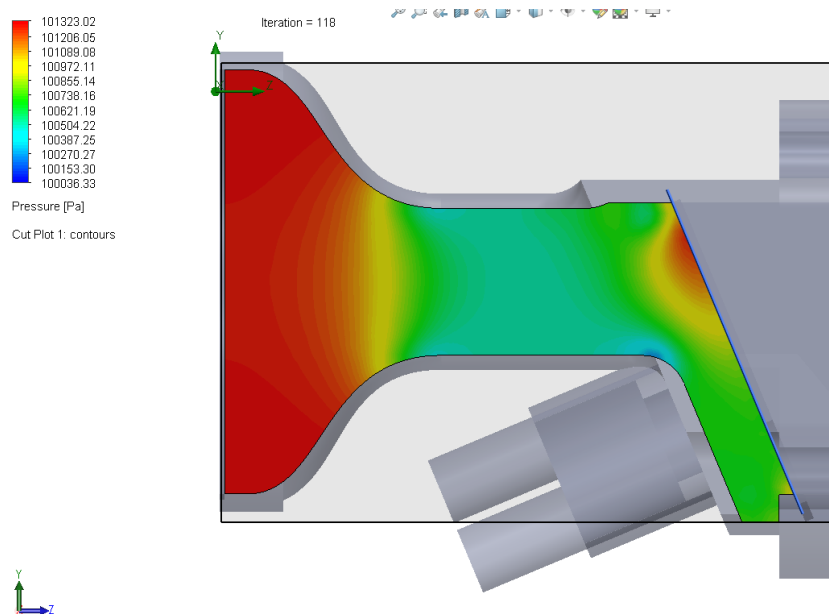 Iteration = 118
101323.02
101206.05
101089.08
100972.11
100855.14
100738.16
100621.19
100504.22
100387.25
100270.27
100153.30
100036.33
Pressure [Pa]
Cut Plot 1: contours
Y
Z
Y
Z